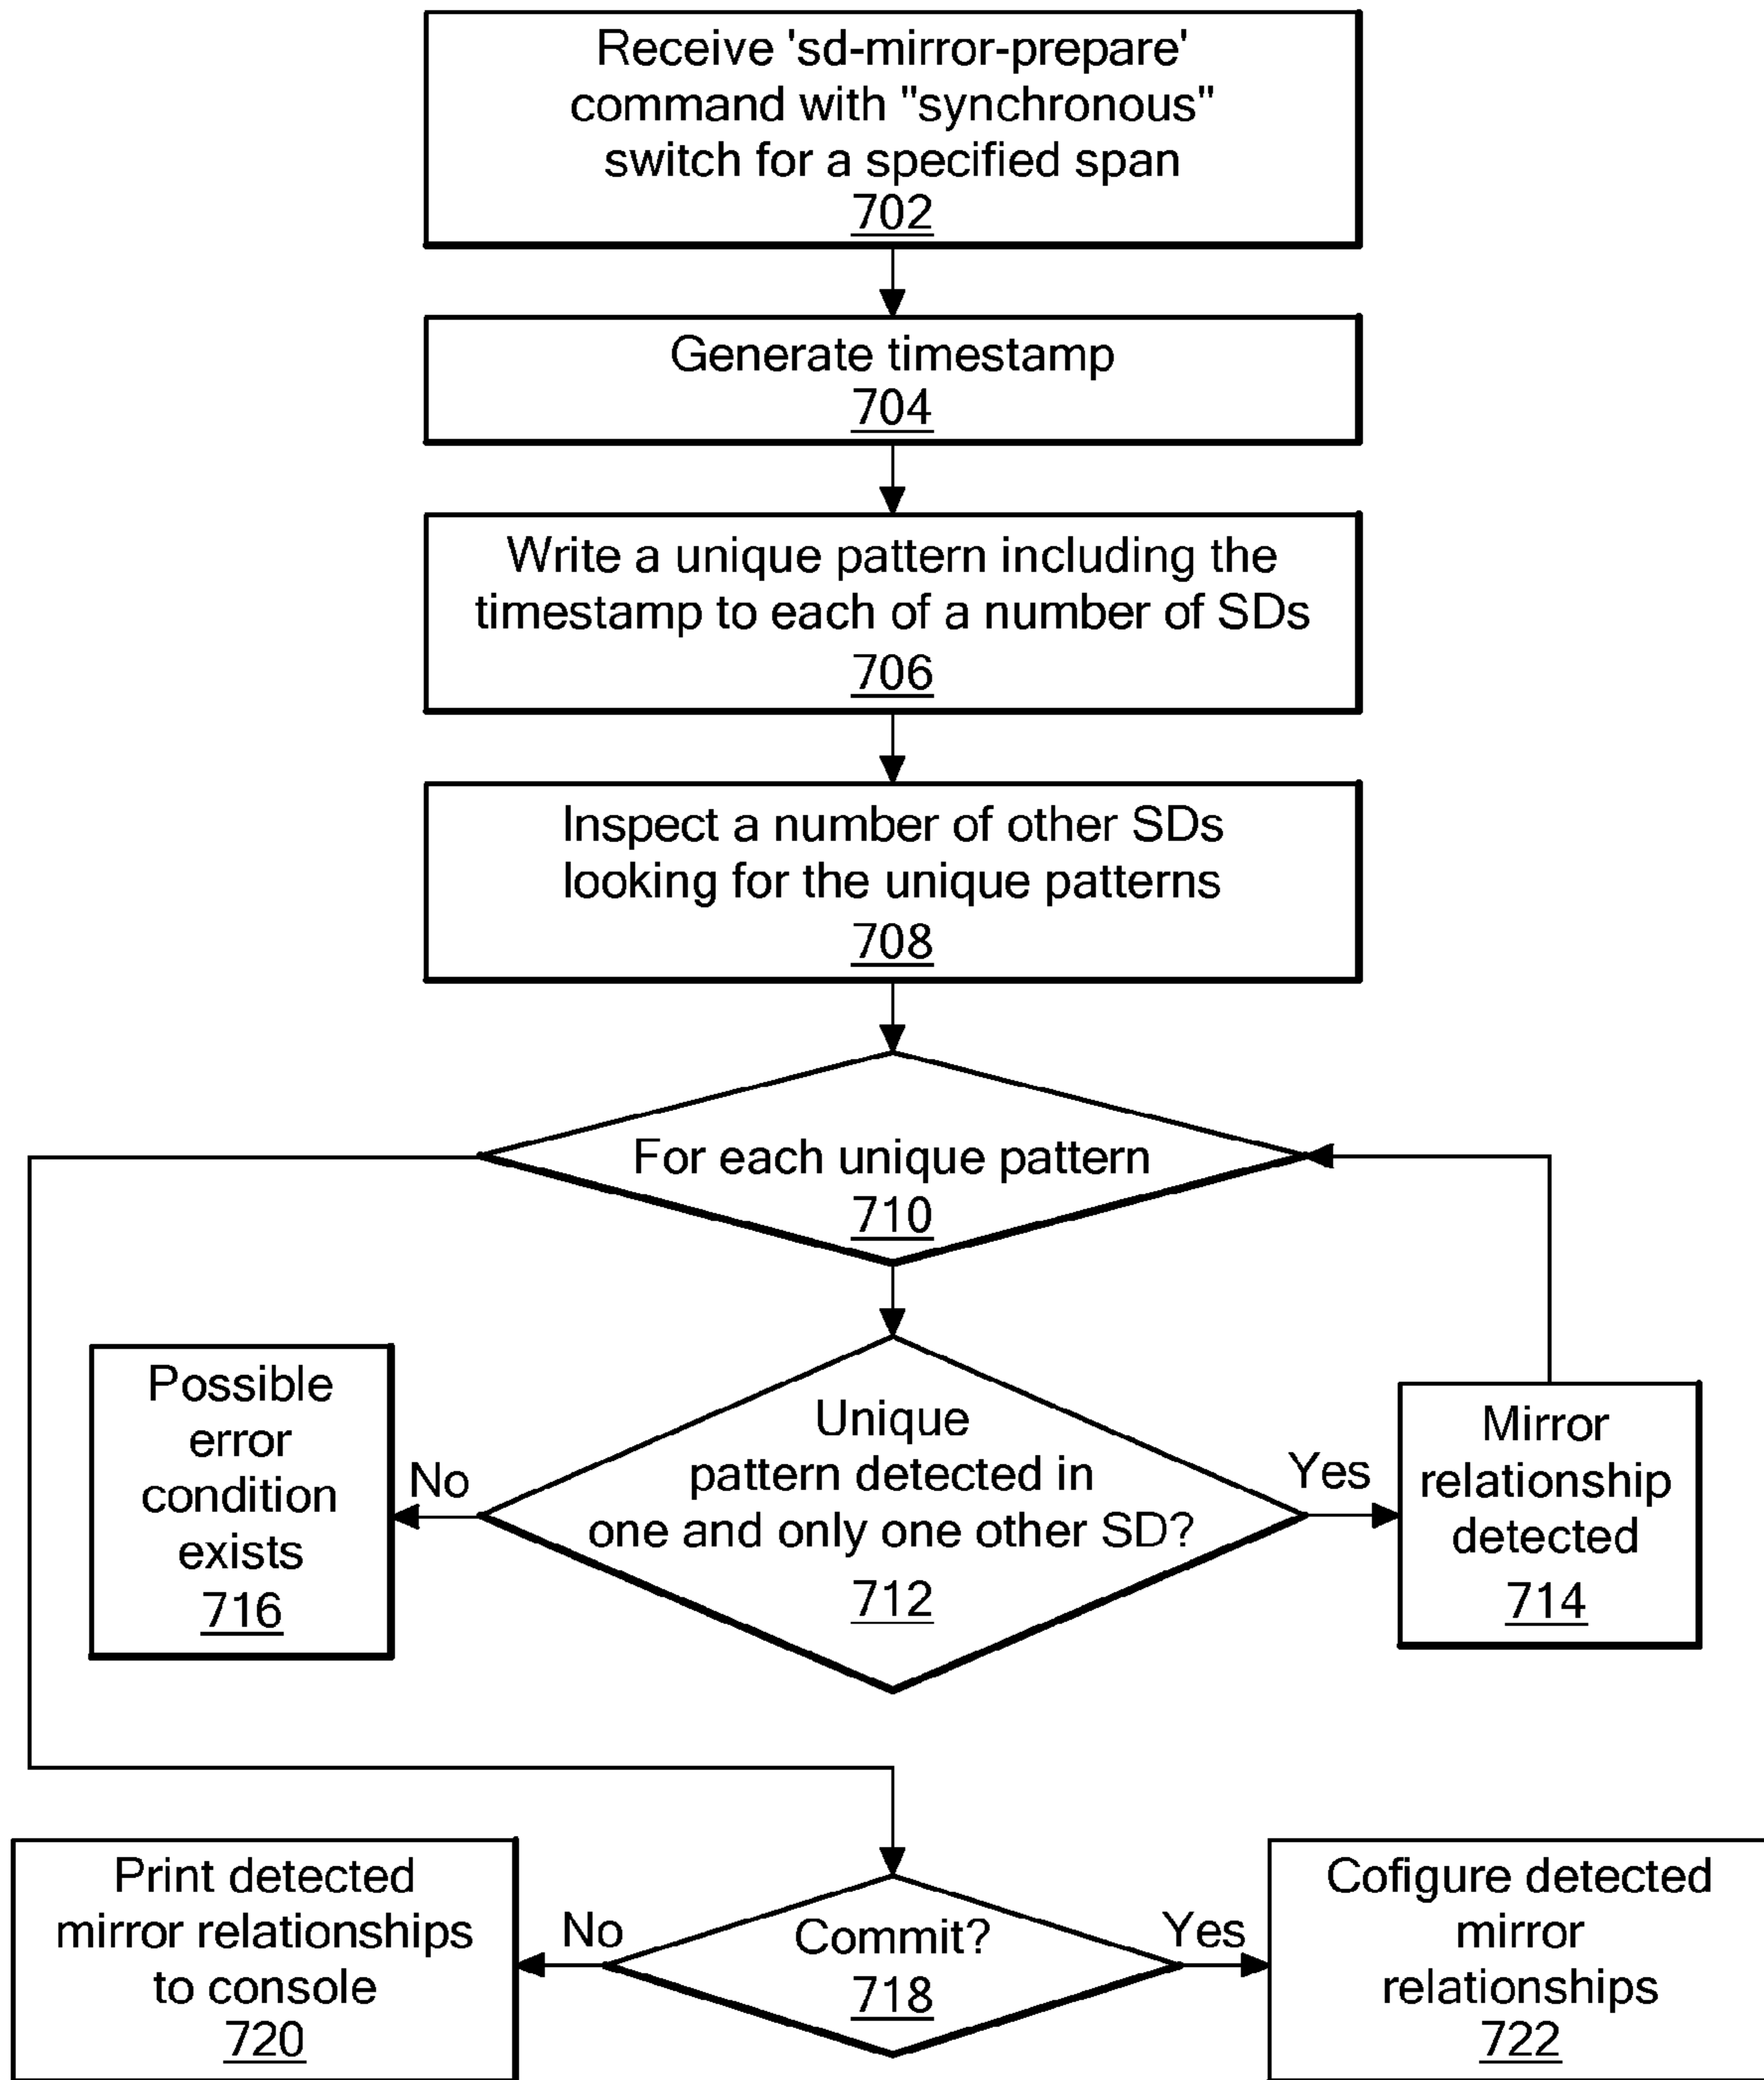 Receive 'sd-mirror-prepare'
command with "synchronous"
switch for a specified span
702
Generate timestamp
704
Write a unique pattern including the
timestamp to each of a number of SDs
706
Inspect a number of other SDs
looking for the unique patterns
708
For each unique pattern
710
Possible
error
condition
exists
716
No
Unique
pattern detected in
one and only one other SD?
712
Yes
Mirror
relationship
detected
714
Print detected
mirror relationships
to console
720
No
Commit?
718
Yes
Cofigure detected
mirror
relationships
722